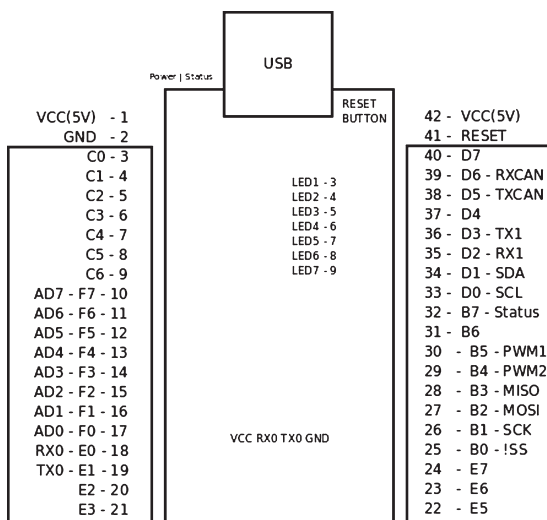 USB
Power | Status
RESET
BUTTON
VCC(5V) - 1
GND - 2
C0 - 3
C1 - 4
C2 - 5
C3 - 6
C4 - 7
C5 - 8
C6 - 9
AD7 - F7 - 10
AD6 - F6 - 11
AD5 - F5 - 12
AD4 - F4 - 13
AD3 - F3 - 14
AD2 - F2 - 15
AD1 - F1 - 16
AD0 - F0 - 17
RX0 - E0 - 18
TX0 - E1 - 19
E2 - 20
E3 - 21
LED1 - 3
LED2 - 4
LED3 - 5
LED4 - 6
LED5 - 7
LED6 - 8
LED7 - 9
VCC RX0 TX0 GND
42 - VCC(5V)
41 - RESET
40 - D7
39 - D6 - RXCAN
38 - D5 - TXCAN
37 - D4
36 - D3 - TX1
35 - D2 - RX1
34 - D1 - SDA
33 - D0 - SCL
32 - B7 - Status
31 - B6
30 - B5 - PWM1
29 - B4 - PWM2
28 - B3 - MISO
27 - B2 - MOSI
26 - B1 - SCK
25 - B0 - !SS
24 - E7
23 - E6
22 - E5